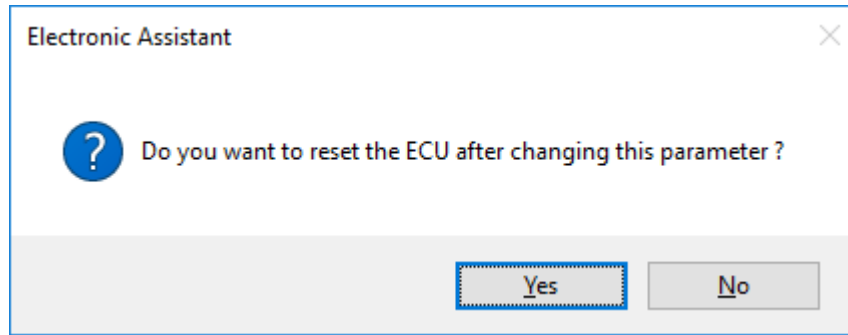 Electronic Assistant
?
Do you want to reset the ECU after changing this parameter ?
Yes
No